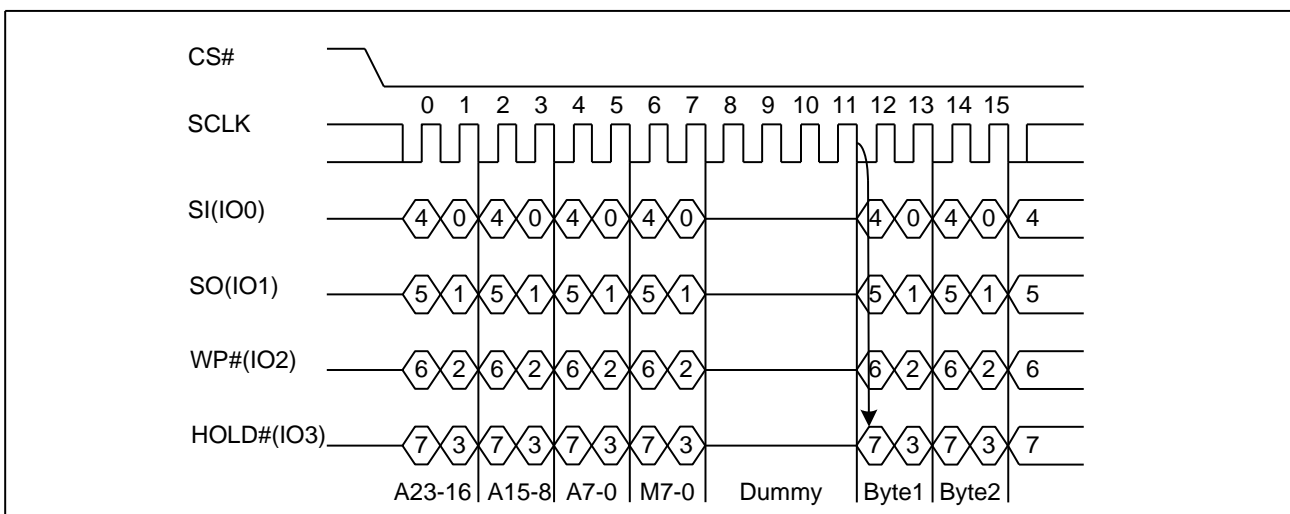 CS#
0 1 2 3 4 5 6 7 8 9 10 11 12 13 14 15
SCLK
SI(IO0) 4 0 4 0 4 0 4 0 4 0 4 0 4
SO(IO1) 5 1 5 1 5 1 5 1 5 1 5 1 5
WP#(IO2) 6 2 6 2 6 2 6 2 6 2 6 2 6
HOLD#(IO3) 7 3 7 3 7 3 7 3 7 3 7 3 7
A23-16 A15-8 A7-0 M7-0 Dummy Byte1 Byte2